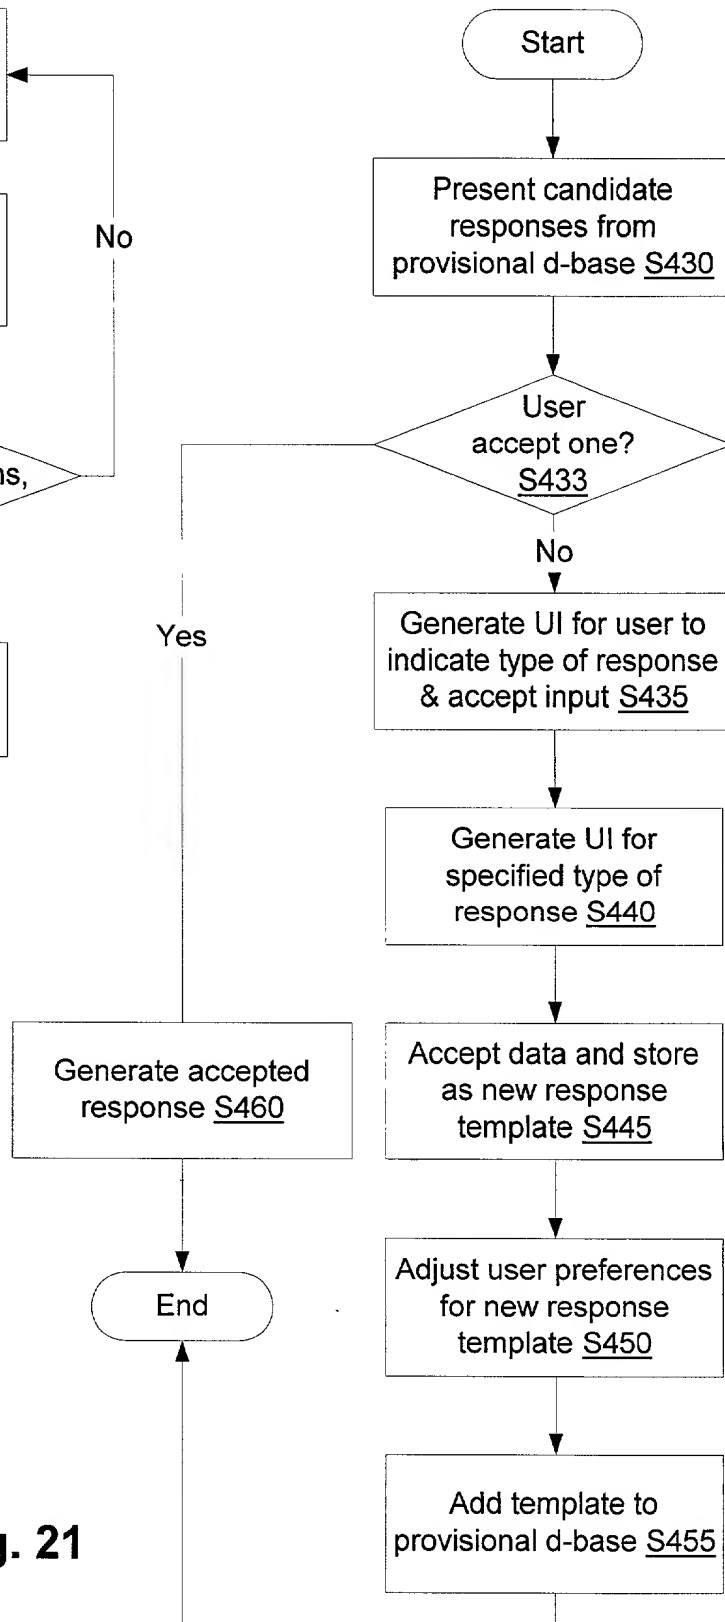 Start
Present candidate
responses from
provisional d-base S430
No
User
accept one?
S433
ns,
No
Generate UI for user to
indicate type of response
& accept input S435
Yes
Generate UI for
specified type of
response S440
Accept data and store
as new response
template S445
Generate accepted
response S460
Adjust user preferences
for new response
template S450
End
Add template to
provisional d-base S455
g. 21